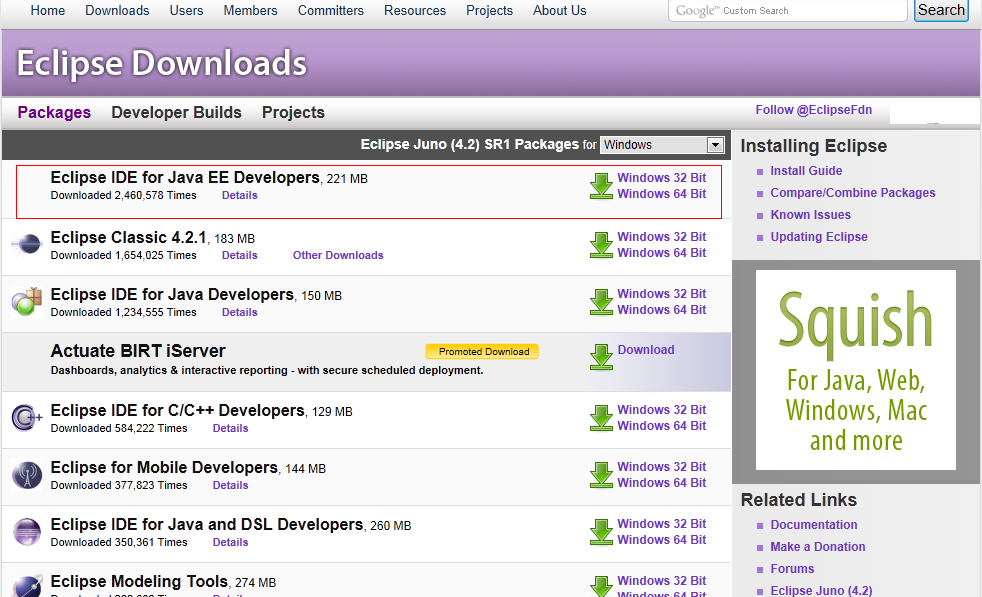 Home Downloads Users Members Committers Resources Projects About Us Google™ Custom Search Search
Eclipse Downloads
Packages Developer Builds Projects Follow @EclipseFdn
Eclipse Juno (4.2) SR1 Packages for Windows
Eclipse IDE for Java EE Developers, 221 MB
Downloaded 2,460,578 Times Details
Windows 32 Bit
Windows 64 Bit
Eclipse Classic 4.2.1, 183 MB
Downloaded 1,654,025 Times Details Other Downloads
Windows 32 Bit
Windows 64 Bit
Eclipse IDE for Java Developers, 150 MB
Downloaded 1,234,555 Times Details
Windows 32 Bit
Windows 64 Bit
Actuate BIRT iServer Promoted Download Download
Dashboards, analytics & interactive reporting - with secure scheduled deployment.
Eclipse IDE for C/C++ Developers, 129 MB
Downloaded 584,222 Times Details
Windows 32 Bit
Windows 64 Bit
Eclipse for Mobile Developers, 144 MB
Downloaded 377,823 Times Details
Windows 32 Bit
Windows 64 Bit
Eclipse IDE for Java and DSL Developers, 260 MB
Downloaded 350,361 Times Details
Windows 32 Bit
Windows 64 Bit
Eclipse Modeling Tools, 274 MB
Windows 32 Bit
Windows 64 Bit
Installing Eclipse
Install Guide
Compare/Combine Packages
Known Issues
Updating Eclipse
Squish
For Java, Web,
Windows, Mac
and more
Related Links
Documentation
Make a Donation
Forums
Eclipse Juno (4.2)